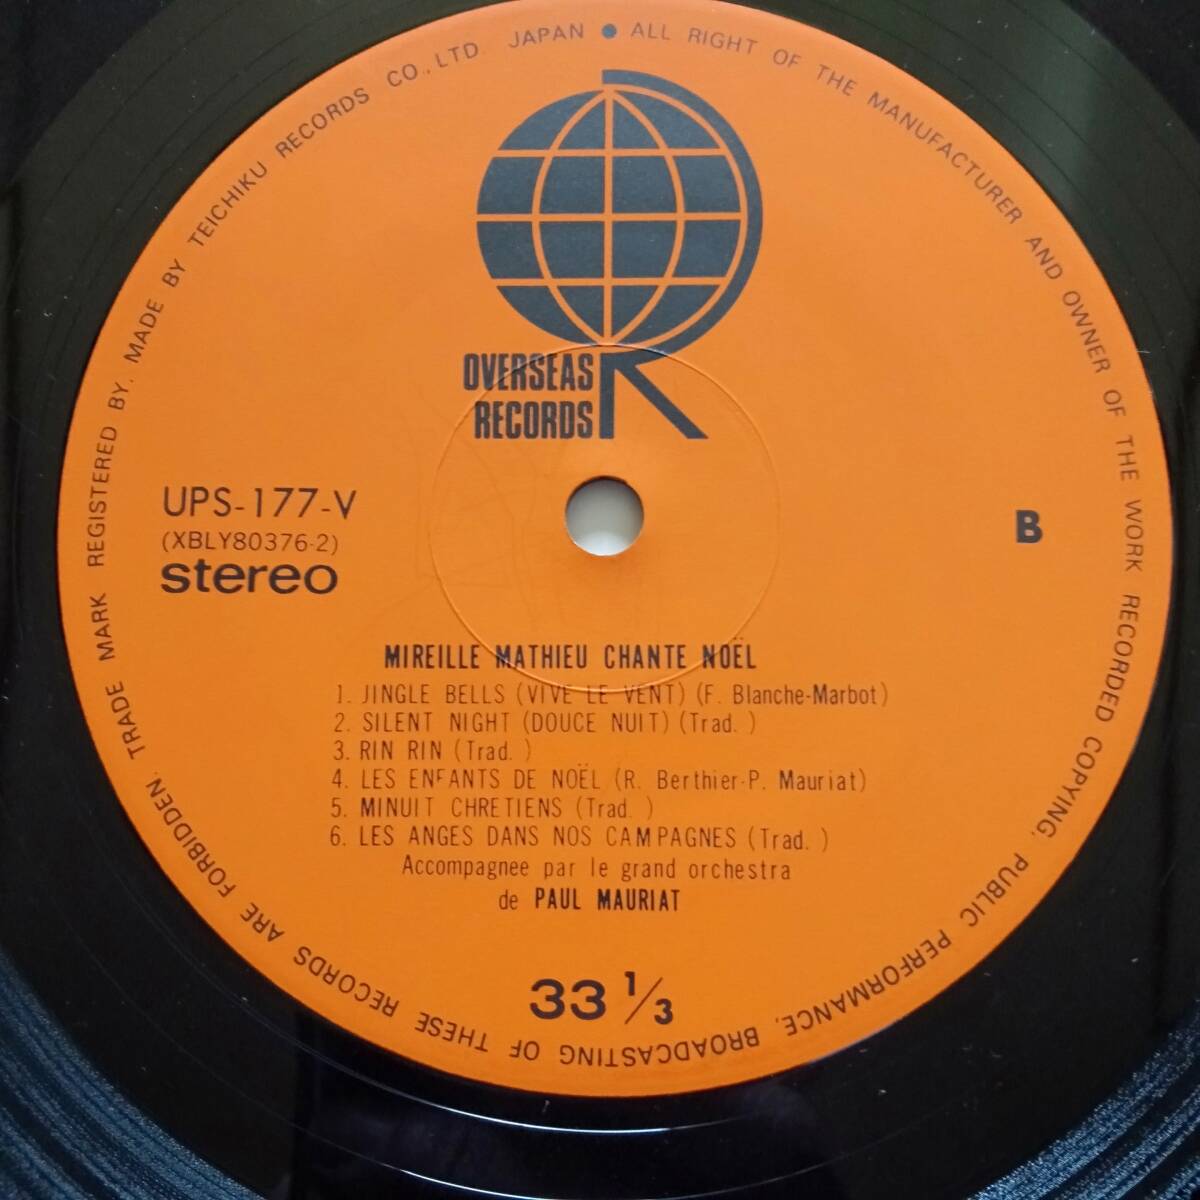 TRADE MARK REGISTERED BY. MADE BY TEICHIKU RECORDS CO., LTD. JAPAN ● ALL RIGHT OF THE MANUFACTURER AND OWNER OF THE WORK RECORDED COPYING, PUBLIC PERFORMANCE, BROADCASTING OF THESE RECORDS ARE FORBIDDEN.
OVERSEAS
RECORDS
R
UPS-177-V
(XBLY80376-2)
stereo
B
MIREILLE MATHIEU CHANTE NOËL
1. JINGLE BELLS (VIVE LE VENT) (F. Blanche-Marbot)
2. SILENT NIGHT (DOUCE NUIT) (Trad. )
3. RIN RIN (Trad. )
4. LES ENFANTS DE NOËL (R. Berthier-P. Mauriat)
5. MINUIT CHRETIENS (Trad. )
6. LES ANGES DANS NOS CAMPAGNES (Trad. )
Accompagnee par le grand orchestra
de PAUL MAURIAT
33 1/3